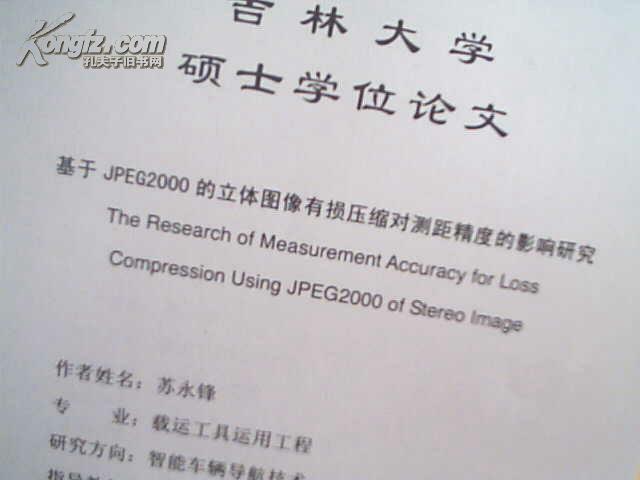 Kongfz.com
孔夫子旧书网
吉林大学
硕士学位论文
基于 JPEG2000 的立体图像有损压缩对测距精度的影响研究
The Research of Measurement Accuracy for Loss
Compression Using JPEG2000 of Stereo Image
作者姓名：苏永锋
专 业：载运工具运用工程
研究方向：智能车辆导航技术
指导教